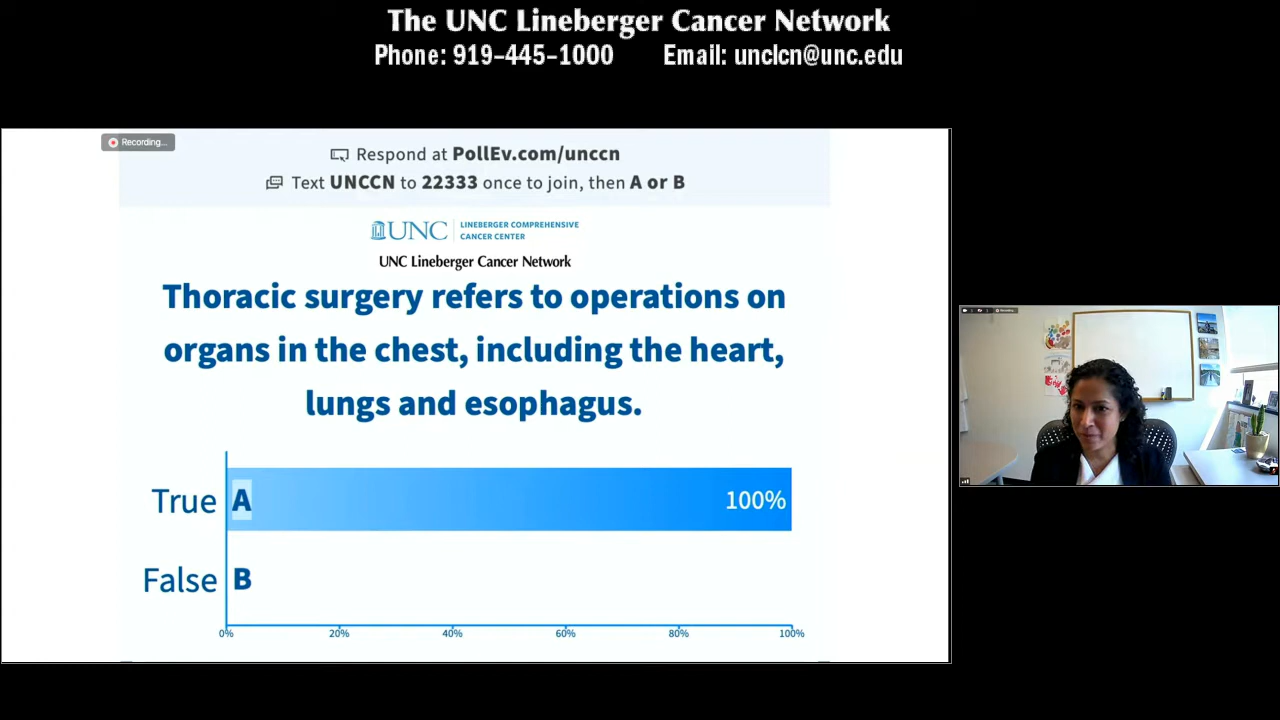 The UNC Lineberger Cancer Network
Phone: 919-445-1000 Email: unclcn@unc.edu
Recording...
Respond at PollEv.com/unccn
Text UNCCN to 22333 once to join, then A or B
UNC LINEBERGER COMPREHENSIVE
CANCER CENTER
UNC Lineberger Cancer Network
Thoracic surgery refers to operations on
organs in the chest, including the heart,
lungs and esophagus.
True A 100%
False B
0% 20% 40% 60% 80% 100%
Recording...